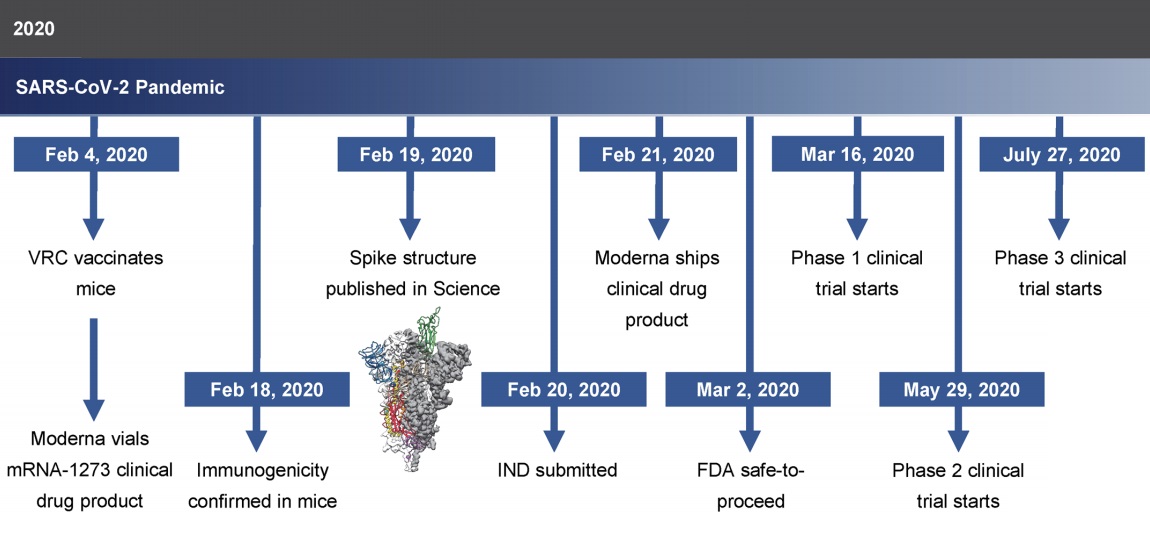 2020
SARS-CoV-2 Pandemic
Feb 4, 2020
VRC vaccinates
mice
Moderna vials
mRNA-1273 clinical
drug product
Feb 18, 2020
Immunogenicity
confirmed in mice
Feb 19, 2020
Spike structure
published in Science
Feb 20, 2020
IND submitted
Feb 21, 2020
Moderna ships
clinical drug
product
Mar 2, 2020
FDA safe-to-
proceed
Mar 16, 2020
Phase 1 clinical
trial starts
May 29, 2020
Phase 2 clinical
trial starts
July 27, 2020
Phase 3 clinical
trial starts